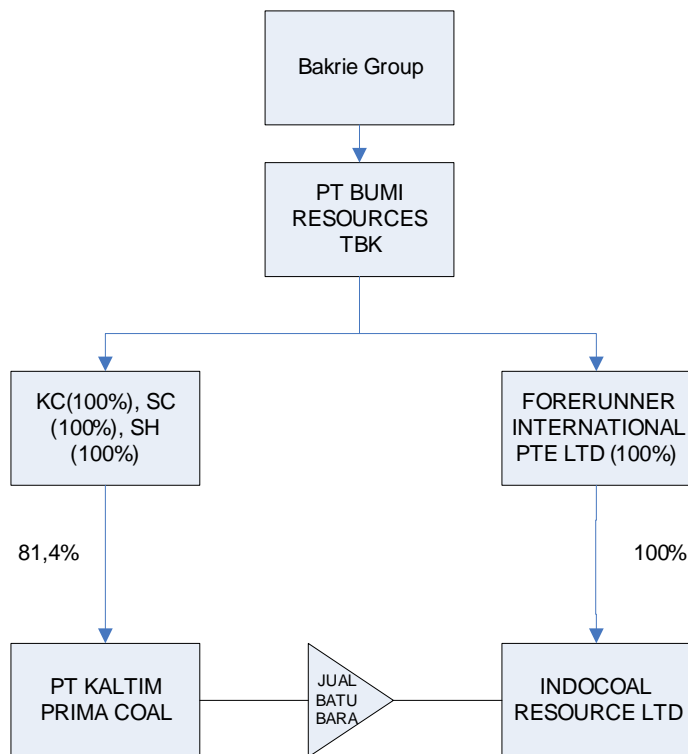 Bakrie Group
PT BUMI
RESOURCES
TBK
KC(100%), SC
(100%), SH
(100%)
FORERUNNER
INTERNATIONAL
PTE LTD (100%)
81,4%
100%
PT KALTIM
PRIMA COAL
JUAL
BATU
BARA
INDOCOAL
RESOURCE LTD